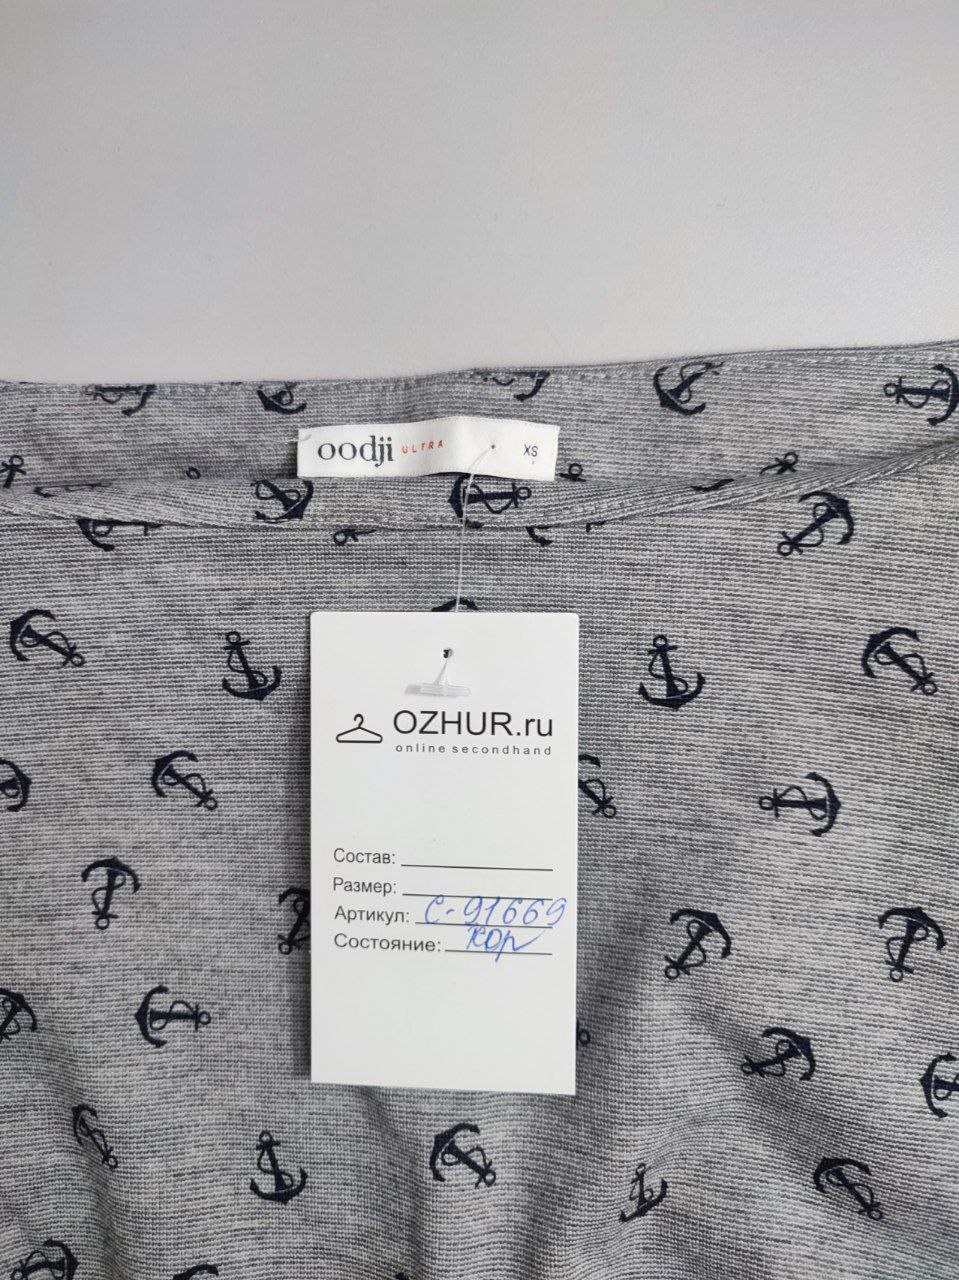 oodji ULTRA XS
OZHUR.ru
online secondhand
Состав:
Размер:
Артикул: С-91669
Состояние: хор